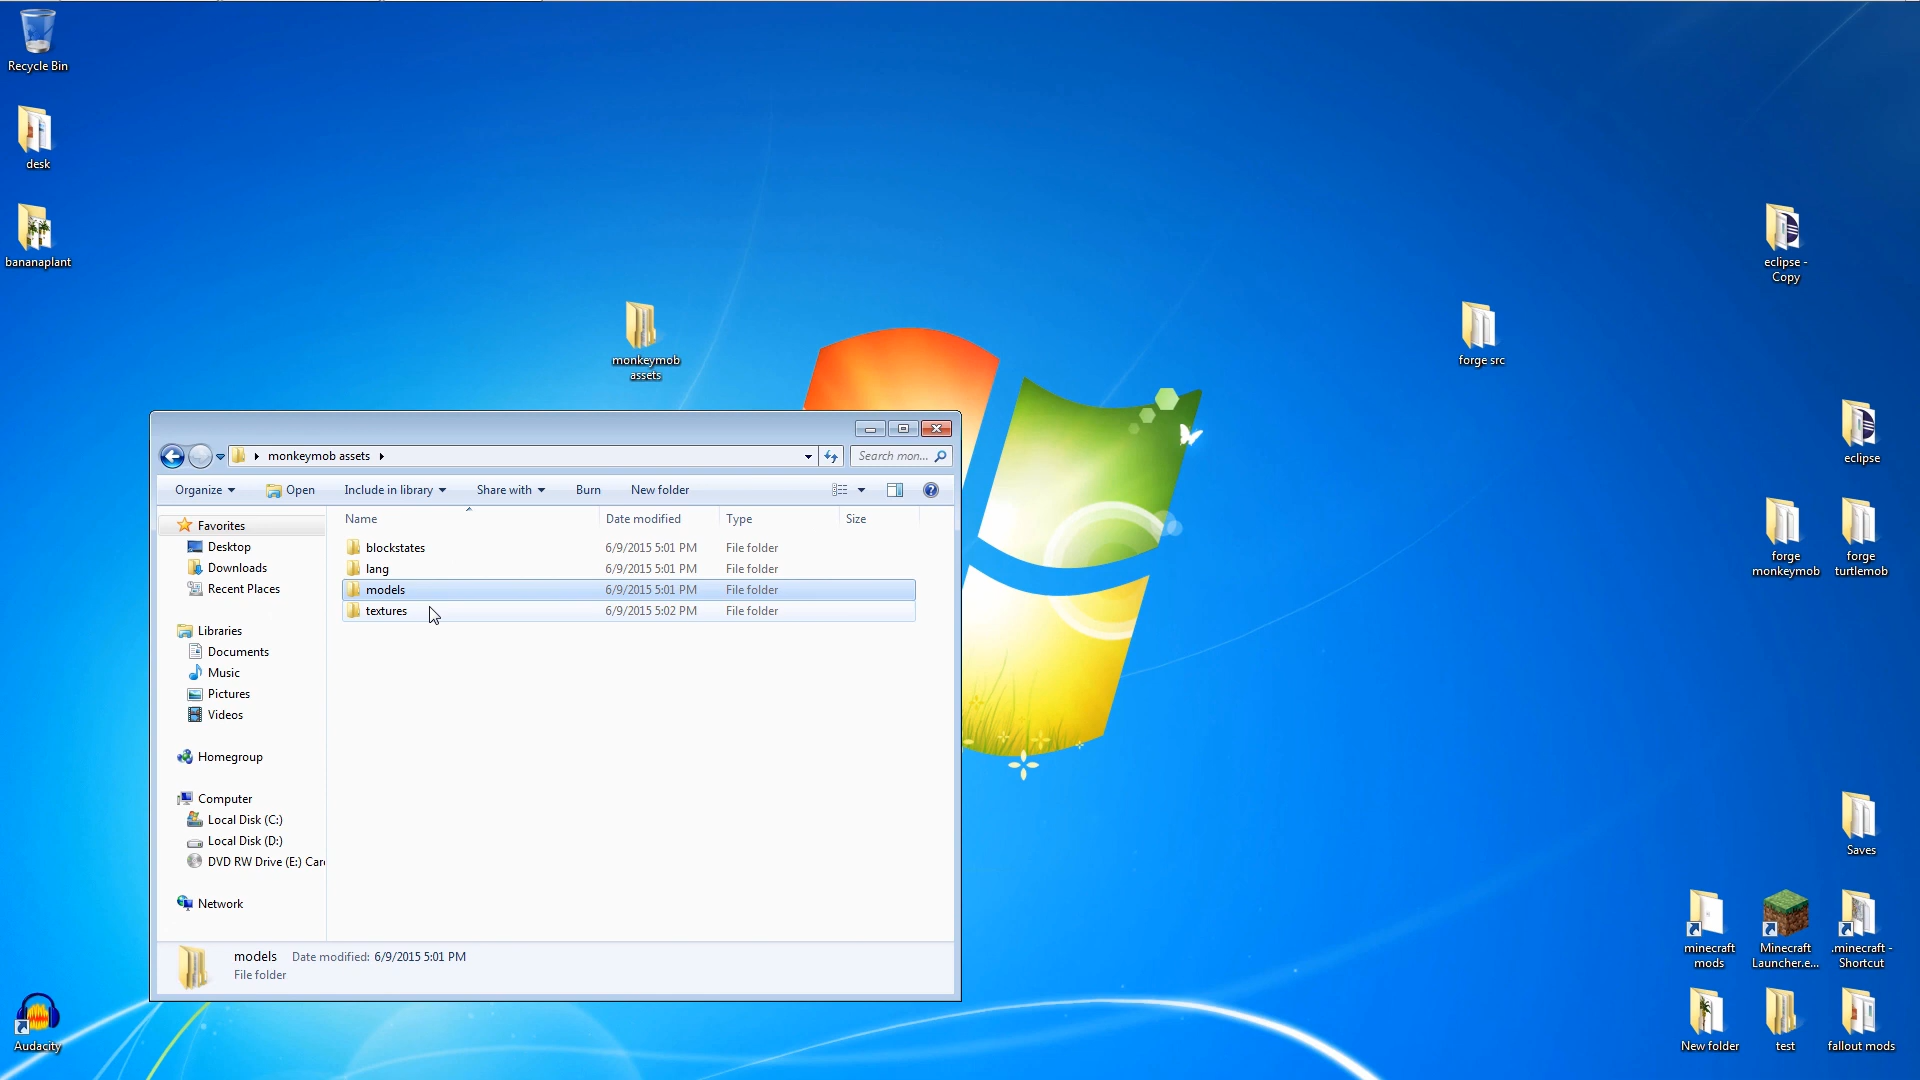 Recycle Bin
desk
bananaplant
monkeymob
assets
forge src
eclipse -
Copy
eclipse
forge
monkeymob
forge
turtlemob
Saves
minecraft
mods
Minecraft
Launcher.e...
.minecraft -
Shortcut
New folder
test
fallout mods
Audacity
monkeymob assets
Search mon...
Organize
Open
Include in library
Share with
Burn
New folder
Name
Date modified
Type
Size
Favorites
Desktop
Downloads
Recent Places
Libraries
Documents
Music
Pictures
Videos
Homegroup
Computer
Local Disk (C:)
Local Disk (D:)
DVD RW Drive (E:) Car
Network
blockstates 6/9/2015 5:01 PM File folder
lang 6/9/2015 5:01 PM File folder
models 6/9/2015 5:01 PM File folder
textures 6/9/2015 5:02 PM File folder
models Date modified: 6/9/2015 5:01 PM
File folder